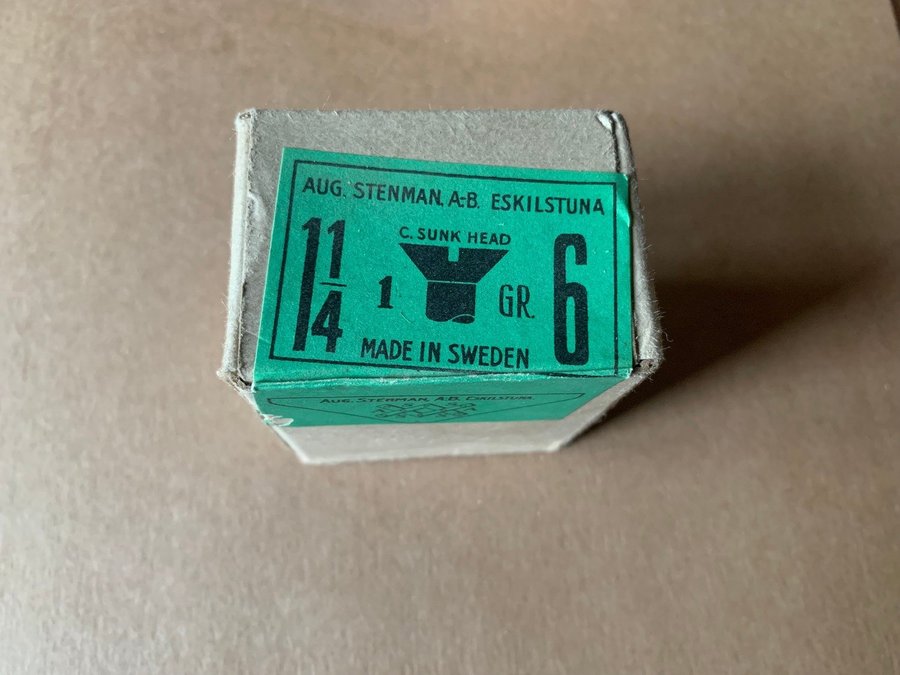 AUG. STENMAN. A-B. ESKILSTUNA
C. SUNK HEAD
1 1/4 1 GR. 6
MADE IN SWEDEN
AUG. STENMAN, A-B. ESKILSTUNA